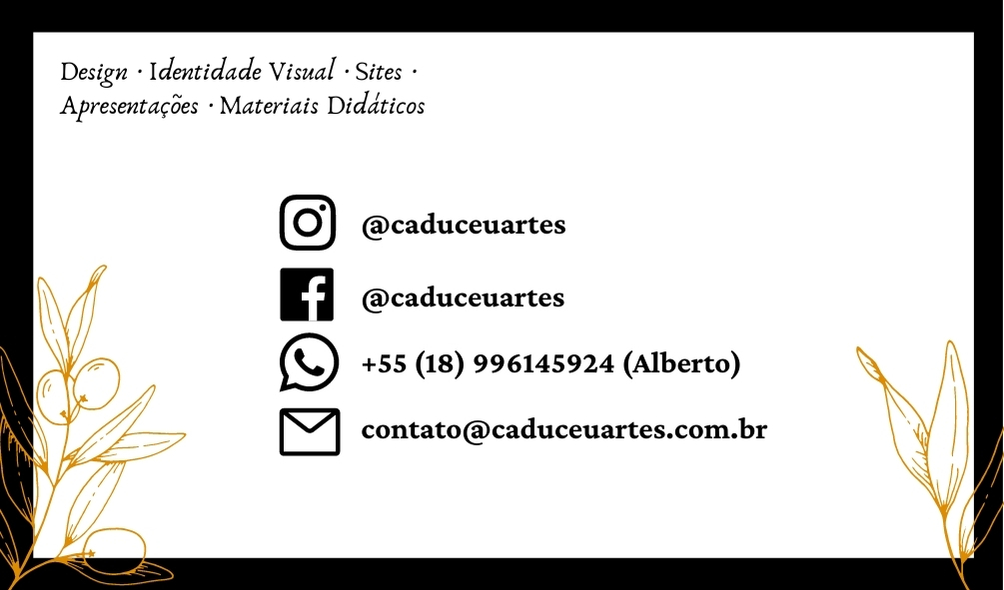 Design · Identidade Visual · Sites ·
Apresentações · Materiais Didáticos
@caduceuartes
@caduceuartes
+55 (18) 996145924 (Alberto)
contato@caduceuartes.com.br